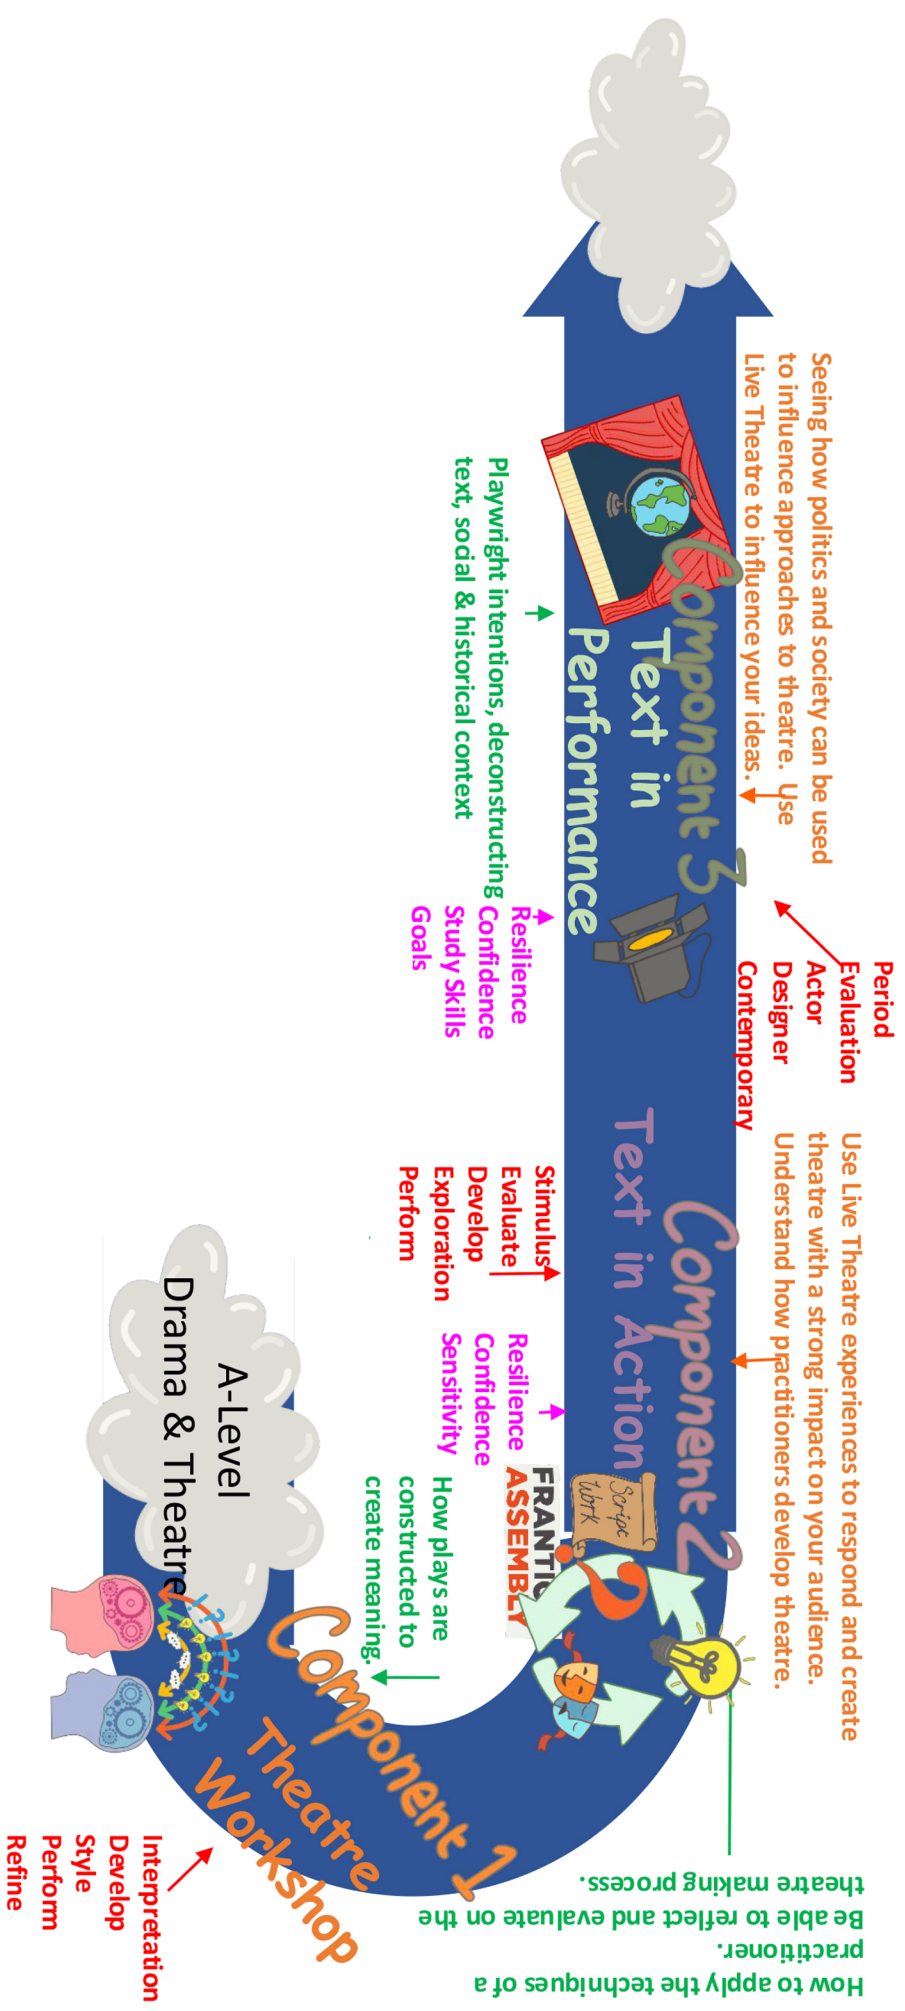 A-Level
Drama & Theatre
Component 1
Theatre
Workshop
Interpretation
Develop
Style
Perform
Refine
How plays are
constructed to
create meaning.
How to apply the techniques of a
practitioner.
Be able to reflect and evaluate on the
theatre making process.
FRANTIC
ASSEMBLY
Script
Work
?
Component 2
Text in Action
Use Live Theatre experiences to respond and create
theatre with a strong impact on your audience.
Understand how practitioners develop theatre.
Resilience
Confidence
Sensitivity
Stimulus
Evaluate
Develop
Exploration
Perform
Component 3
Text in
Performance
Period
Evaluation
Actor
Designer
Contemporary
Resilience
Confidence
Study Skills
Goals
Seeing how politics and society can be used
to influence approaches to theatre. Use
Live Theatre to influence your ideas.
Playwright intentions, deconstructing
text, social & historical context